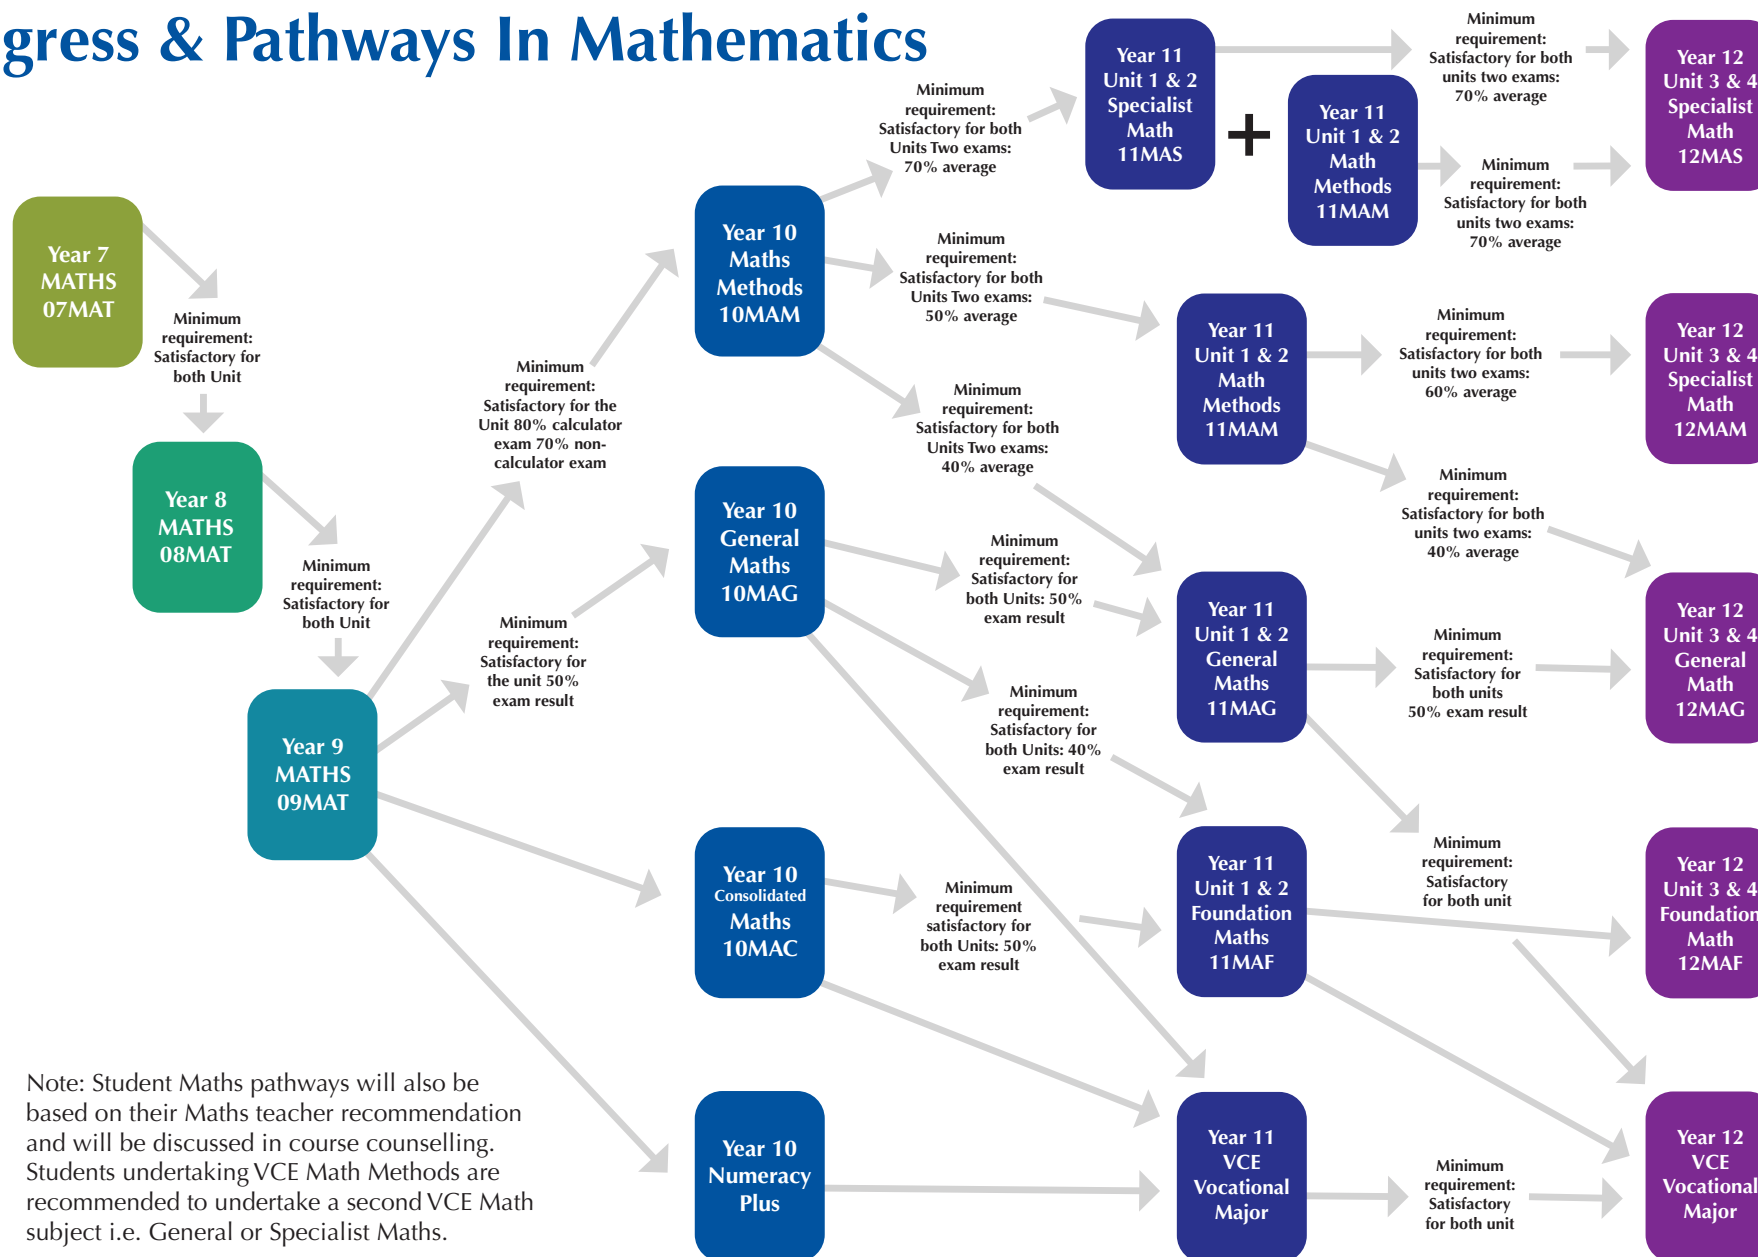 gress & Pathways In Mathematics
Year 7
MATHS
07MAT
Minimum
requirement:
Satisfactory for
both Unit
Year 8
MATHS
08MAT
Minimum
requirement:
Satisfactory for
both Unit
Year 9
MATHS
09MAT
Minimum
requirement:
Satisfactory for the
Unit 80% calculator
exam 70% non-
calculator exam
Minimum
requirement:
Satisfactory for
the unit 50%
exam result
Year 10
Maths
Methods
10MAM
Year 10
General
Maths
10MAG
Year 10
Consolidated
Maths
10MAC
Year 10
Numeracy
Plus
Minimum
requirement:
Satisfactory for both
Units Two exams:
70% average
Minimum
requirement:
Satisfactory for both
Units Two exams:
50% average
Minimum
requirement:
Satisfactory for both
Units Two exams:
40% average
Minimum
requirement:
Satisfactory for
both Units: 50%
exam result
Minimum
requirement:
Satisfactory for
both Units: 40%
exam result
Minimum
requirement
satisfactory for
both Units: 50%
exam result
Year 11
Unit 1 & 2
Specialist
Math
11MAS
+
Year 11
Unit 1 & 2
Math
Methods
11MAM
Year 11
Unit 1 & 2
Math
Methods
11MAM
Year 11
Unit 1 & 2
General
Maths
11MAG
Year 11
Unit 1 & 2
Foundation
Maths
11MAF
Year 11
VCE
Vocational
Major
Minimum
requirement:
Satisfactory for both
units two exams:
70% average
Minimum
requirement:
Satisfactory for both
units two exams:
70% average
Minimum
requirement:
Satisfactory for both
units two exams:
60% average
Minimum
requirement:
Satisfactory for both
units two exams:
40% average
Minimum
requirement:
Satisfactory for
both units
50% exam result
Minimum
requirement:
Satisfactory
for both unit
Minimum
requirement:
Satisfactory
for both unit
Year 12
Unit 3 & 4
Specialist
Math
12MAS
Year 12
Unit 3 & 4
Specialist
Math
12MAM
Year 12
Unit 3 & 4
General
Math
12MAG
Year 12
Unit 3 & 4
Foundation
Math
12MAF
Year 12
VCE
Vocational
Major
Note: Student Maths pathways will also be
based on their Maths teacher recommendation
and will be discussed in course counselling.
Students undertaking VCE Math Methods are
recommended to undertake a second VCE Math
subject i.e. General or Specialist Maths.